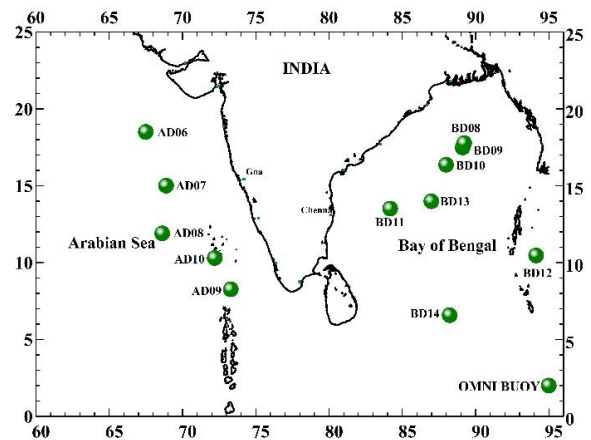 60 65 70 75 80 85 90 95
25 25
INDIA
20 20
BD08
AD06
BD09
BD10
Goa
15 AD07 15
BD13
Chennai
BD11
AD08
Arabian Sea
Bay of Bengal
10 AD10 10
BD12
AD09
BD14
5 5
OMNI BUOY
0 0
60 65 70 75 80 85 90 95